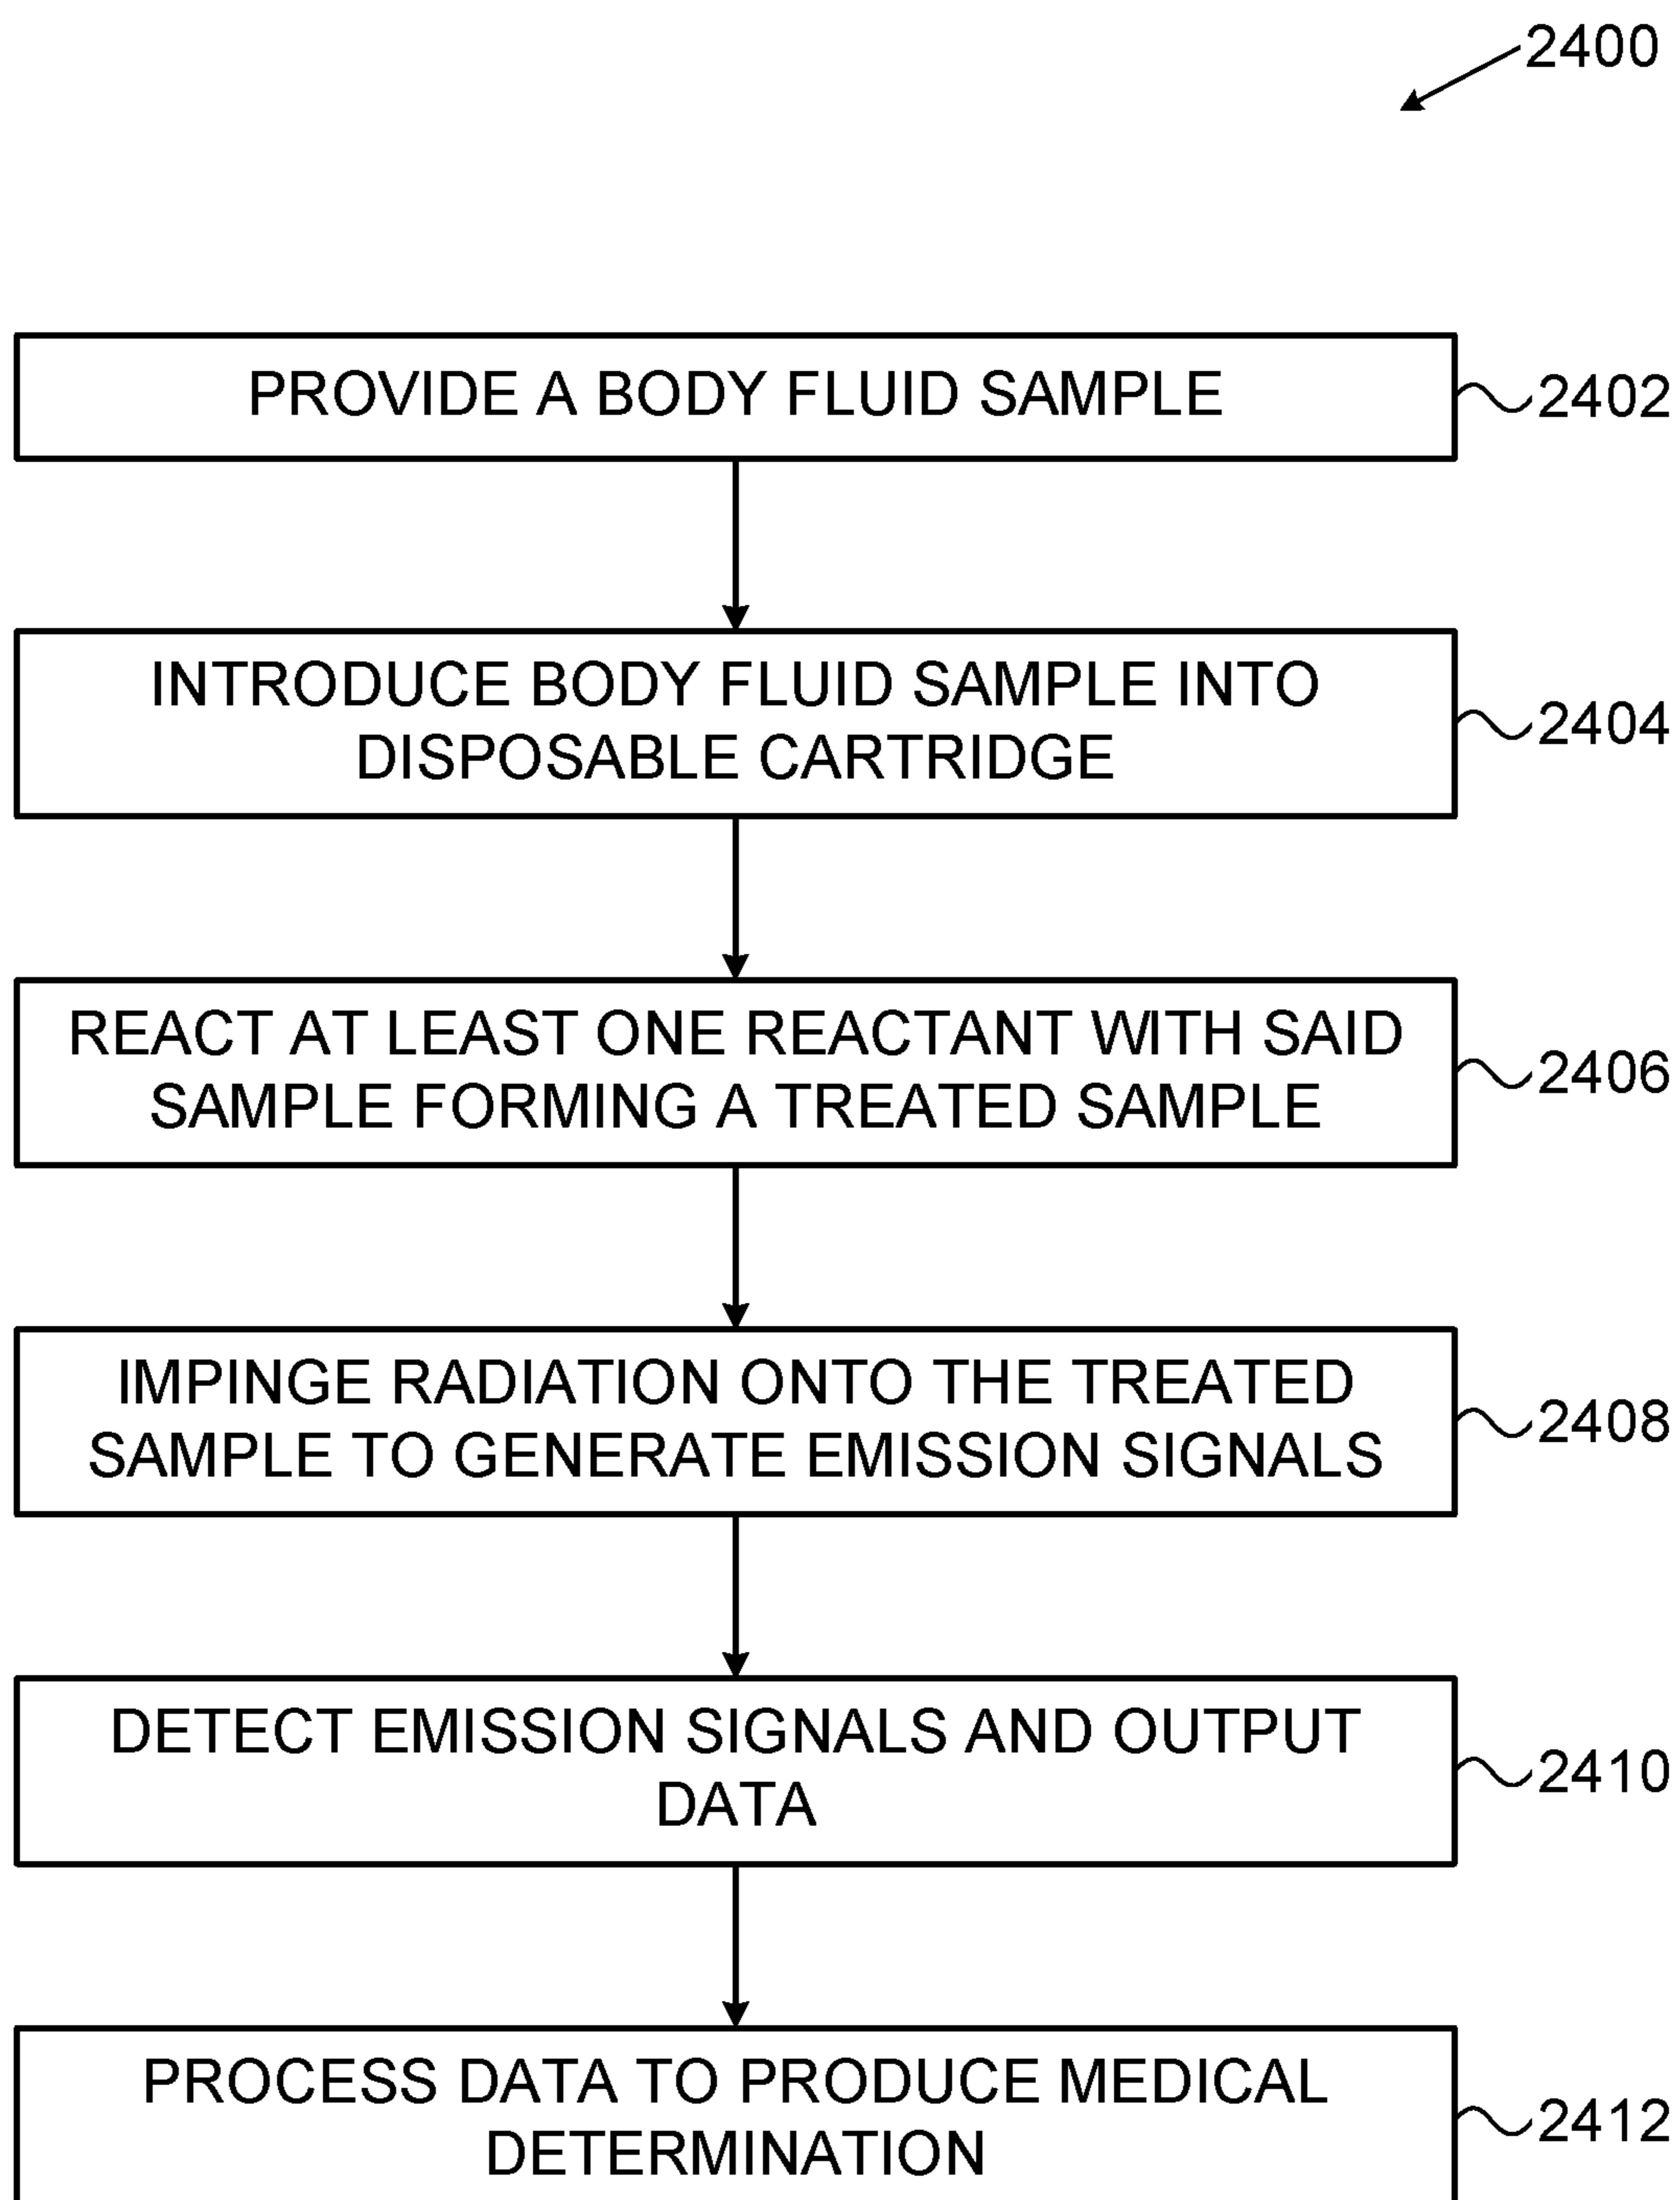 2400
PROVIDE A BODY FLUID SAMPLE
2402
INTRODUCE BODY FLUID SAMPLE INTO
DISPOSABLE CARTRIDGE
2404
REACT AT LEAST ONE REACTANT WITH SAID
SAMPLE FORMING A TREATED SAMPLE
2406
IMPINGE RADIATION ONTO THE TREATED
SAMPLE TO GENERATE EMISSION SIGNALS
2408
DETECT EMISSION SIGNALS AND OUTPUT
DATA
2410
PROCESS DATA TO PRODUCE MEDICAL
DETERMINATION
2412